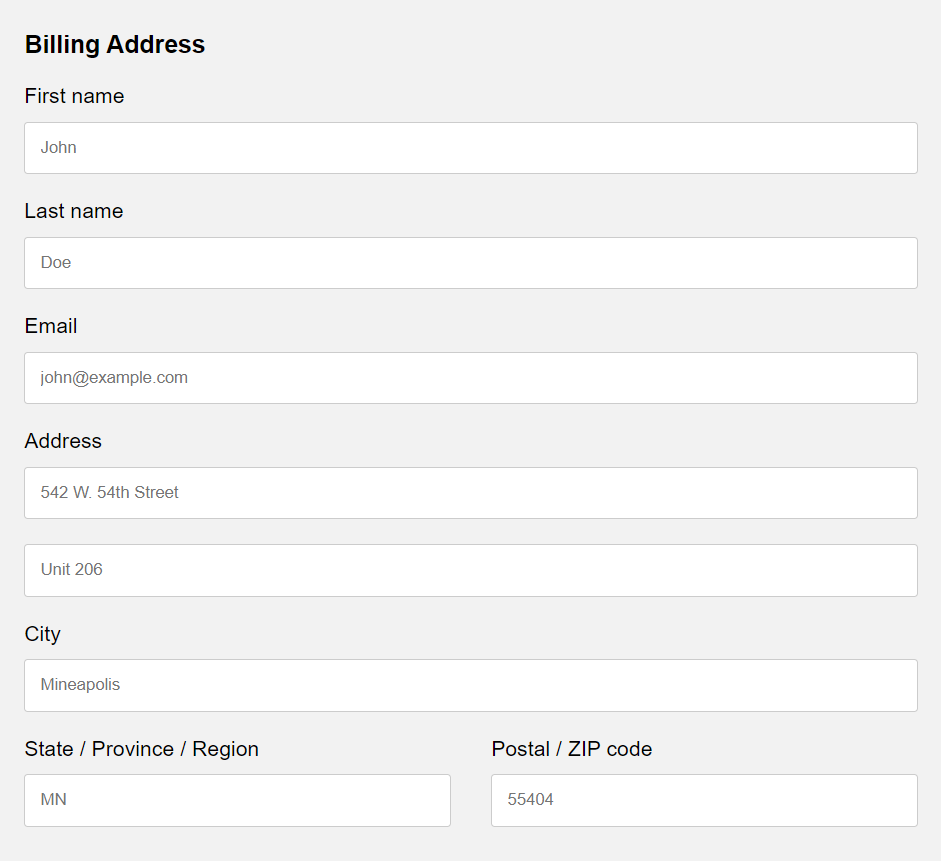 Billing Address
First name
John
Last name
Doe
Email
john@example.com
Address
542 W. 54th Street
Unit 206
City
Mineapolis
State / Province / Region
Postal / ZIP code
MN
55404